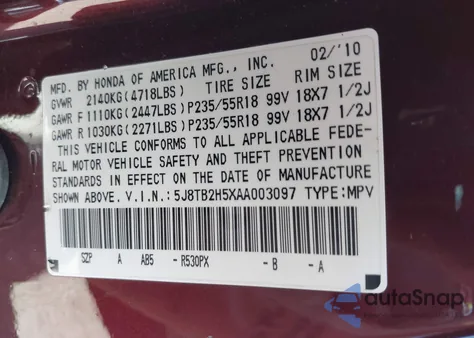 MFD. BY HONDA OF AMERICA MFG., INC. 02/'10
GVWR 2140KG(4718LBS) TIRE SIZE RIM SIZE
GAWR F1110KG(2447LBS)P235/55R18 99V 18X7 1/2J
GAWR R1030KG(2271LBS)P235/55R18 99V 18X7 1/2J
THIS VEHICLE CONFORMS TO ALL APPLICABLE FEDE-
RAL MOTOR VEHICLE SAFETY AND THEFT PREVENTION
STANDARDS IN EFFECT ON THE DATE OF MANUFACTURE
SHOWN ABOVE. V.I.N.:5J8TB2H5XAA003097 TYPE:MPV
SZP A AB5 -R530PX -B -A
autoSnap